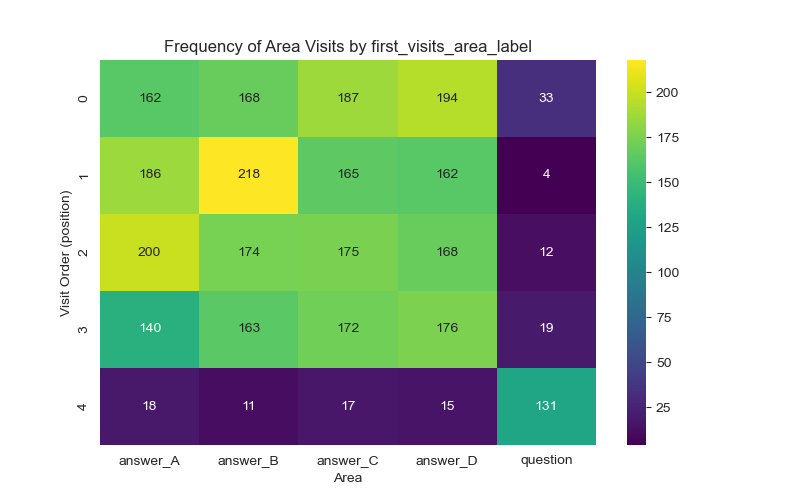 Frequency of Area Visits by first_visits_area_label
Visit Order (position)
0 162 168 187 194 33
1 186 218 165 162 4
2 200 174 175 168 12
3 140 163 172 176 19
4 18 11 17 15 131
answer_A answer_B answer_C answer_D question
Area
200
175
150
125
100
75
50
25